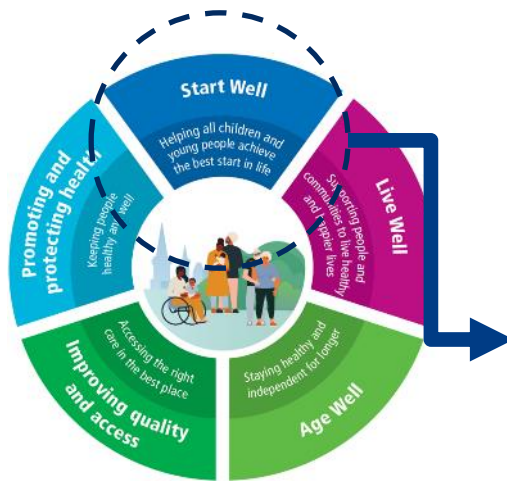 Start Well
Helping all children and
young people achieve
the best start in life
Live Well
Supporting people and
communities to live healthy
and happier lives
Age Well
Staying healthy and
independent for longer
Improving quality
and access
Accessing the right
care in the best place
Promoting and
protecting health
Keeping people
healthy and well